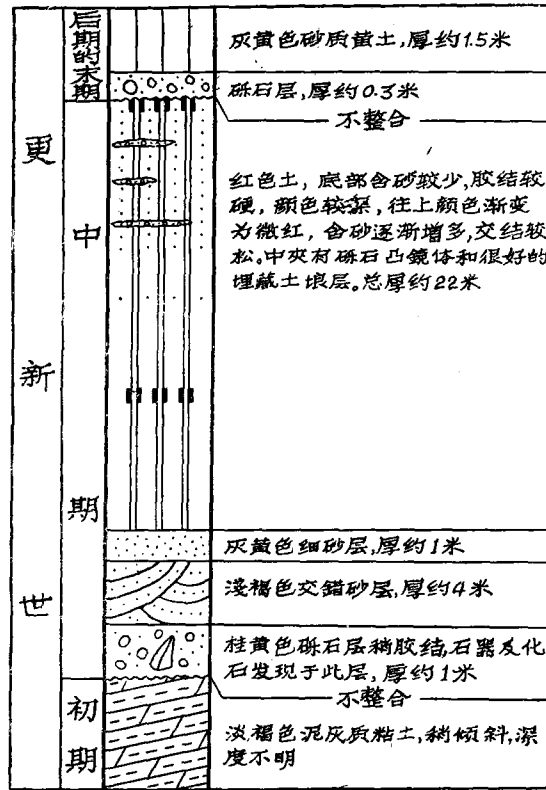 更新世
后期的末期
中期
初期
灰黄色砂质黄土,厚约1.5米
砾石层,厚约0.3米
不整合
红色土,底部含砂较少,胶结较
硬,颜色较深,往上颜色渐变
为微红,含砂逐渐增多,交结较
松。中夹有砾石凸镜体和很好的
埋藏土壤层。总厚约22米
灰黄色细砂层,厚约1米
淺褐色交错砂层,厚约4米
桂黄色砾石层稍胶结,石器及化
石发现于此层,厚约1米
不整合
淡褐色泥灰质粘土,稍倾斜,深
度不明